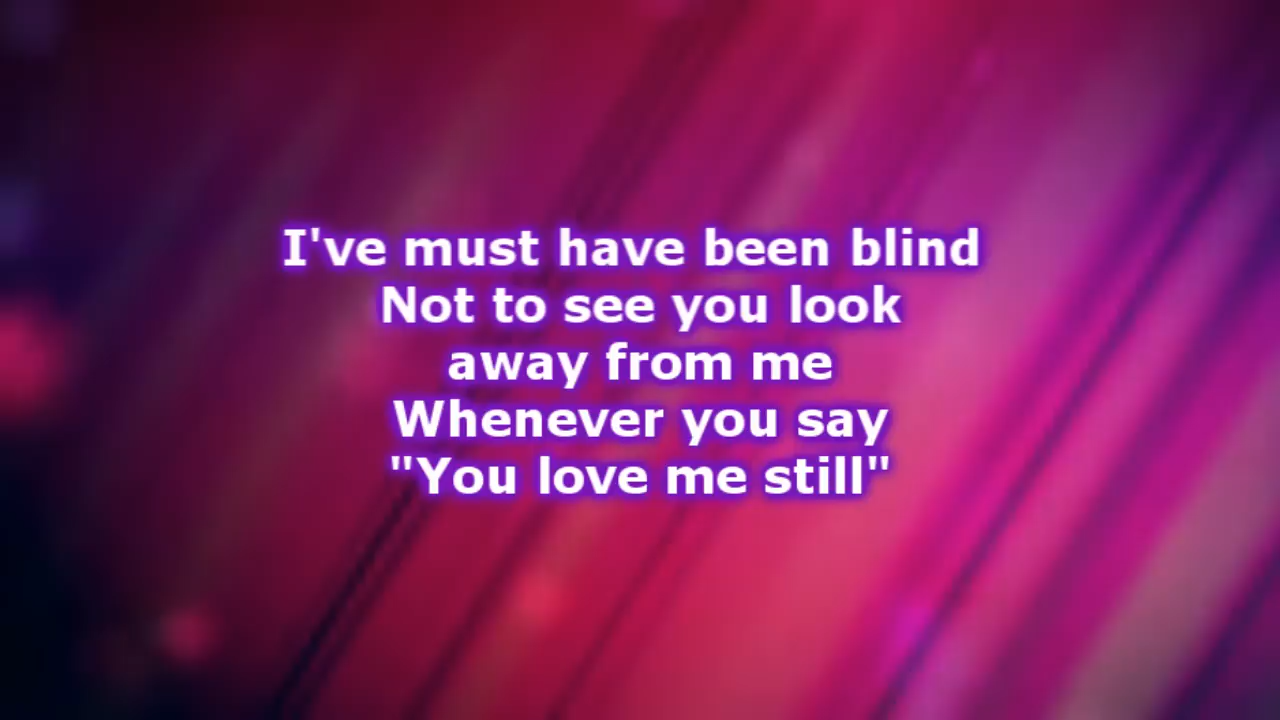 I've must have been blind
Not to see you look
away from me
Whenever you say
"You love me still"